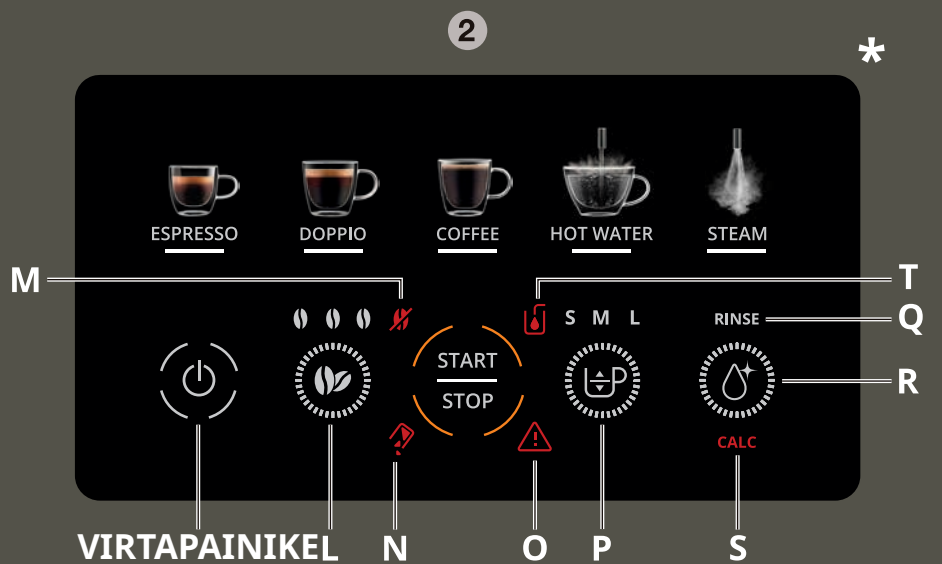 2
*
ESPRESSO DOPPIO COFFEE HOT WATER STEAM
M
T
S M L RINSE Q
START
STOP
R
CALC
VIRTAPAINIKE L N O P S